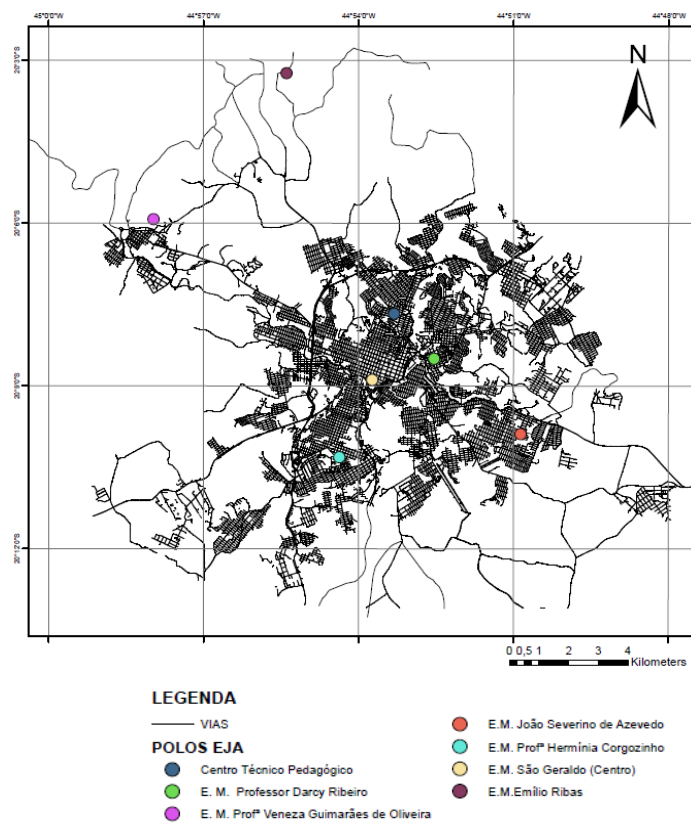 45°0'0"W 44°57'0"W 44°54'0"W 44°51'0"W 44°48'0"W
20°3'0"S
20°6'0"S
20°9'0"S
20°12'0"S
N
0 0,5 1 2 3 4
Kilometers
LEGENDA
VIAS
POLOS EJA
Centro Técnico Pedagógico
E. M. Professor Darcy Ribeiro
E. M. Profª Veneza Guimarães de Oliveira
E.M. João Severino de Azevedo
E.M. Profª Hermínia Corgozinho
E.M. São Geraldo (Centro)
E.M.Emílio Ribas